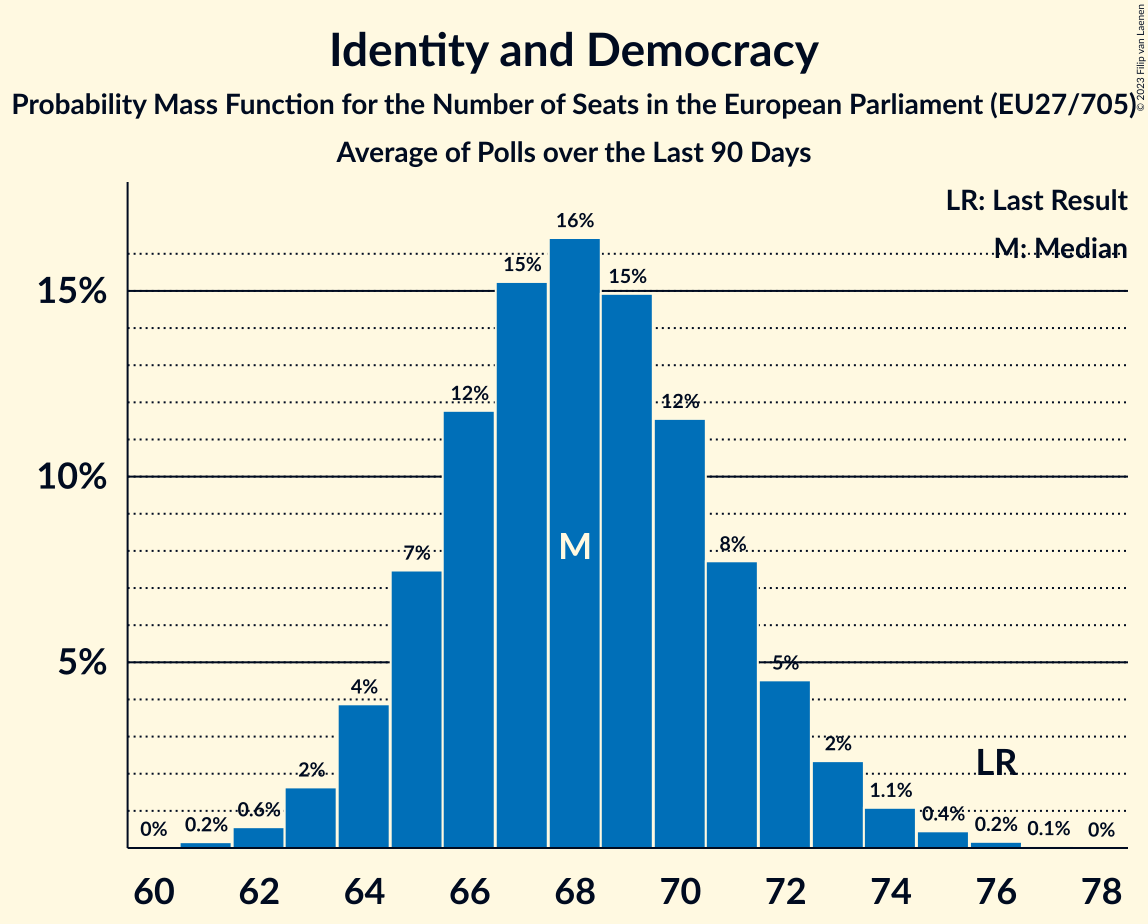 Identity and Democracy
Probability Mass Function for the Number of Seats in the European Parliament (EU27/705)
Average of Polls over the Last 90 Days
© 2023 Filip van Laenen
LR: Last Result
M: Median
15%
10%
5%
0%
0.2%
0.6%
2%
4%
7%
12%
15%
16%
15%
12%
8%
5%
2%
1.1%
0.4%
0.2%
0.1%
0%
M
LR
60 62 64 66 68 70 72 74 76 78